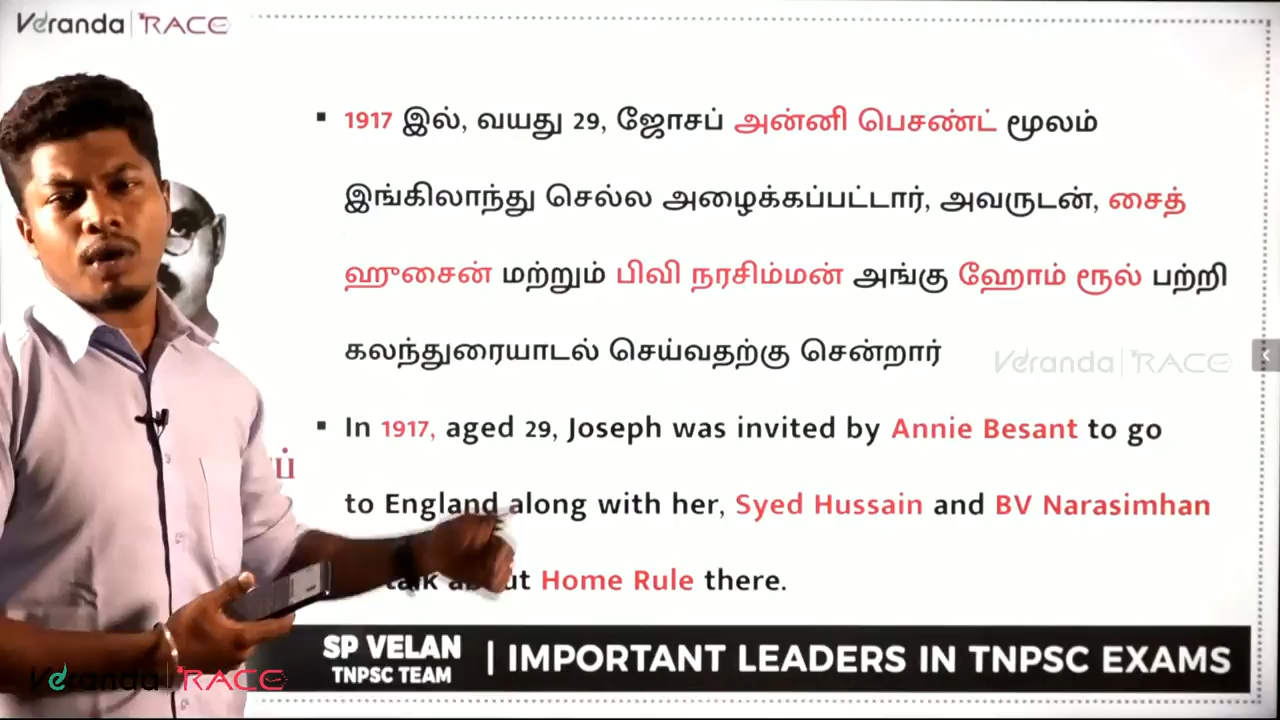 Veranda RACE
1917 இல், வயது 29, ஜோசப் அன்னி பெசண்ட் மூலம்
இங்கிலாந்து செல்ல அழைக்கப்பட்டார், அவருடன், சைத்
ஹுசைன் மற்றும் பிவி நரசிம்மன் அங்கு ஹோம் ரூல் பற்றி
கலந்துரையாடல் செய்வதற்கு சென்றார்
Veranda RACE
In 1917, aged 29, Joseph was invited by Annie Besant to go
to England along with her, Syed Hussain and BV Narasimhan
talk about Home Rule there.
SP VELAN
TNPSC TEAM
IMPORTANT LEADERS IN TNPSC EXAMS
Veranda RACE